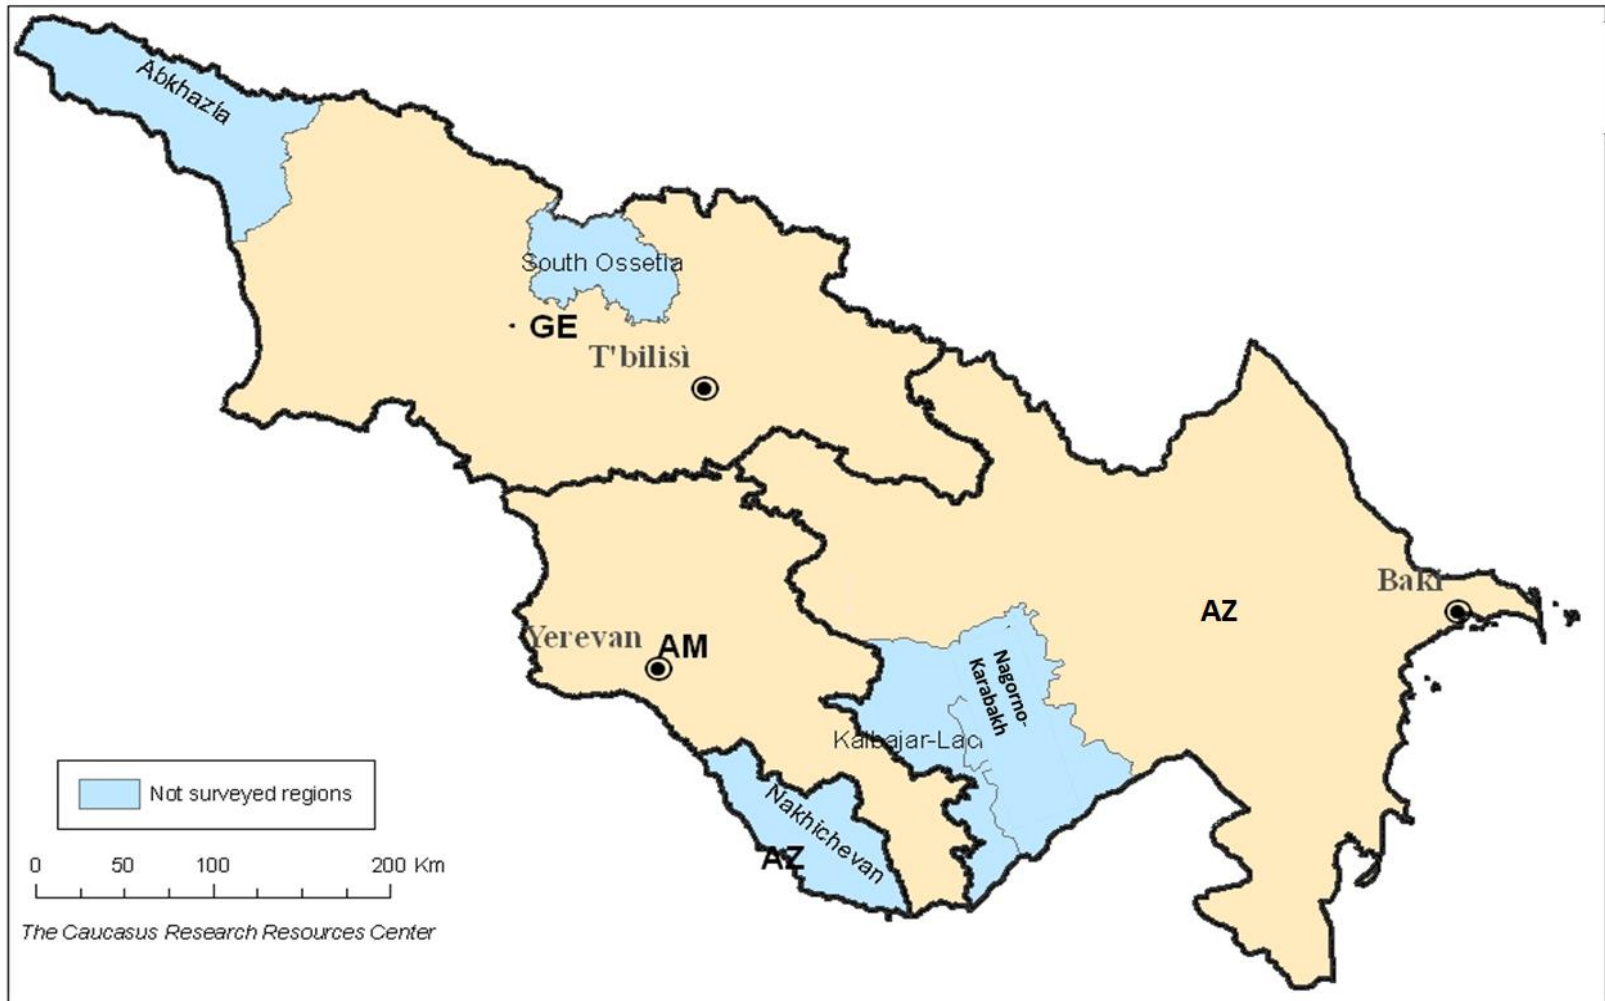 Abkhazia
South Ossetia
GE
T'bilisì
Baki
AZ
Yerevan
AM
Nagorno-
Karabakh
Kalbajar-Laci
Nakhichevan
AZ
Not surveyed regions
0 50 100 200 Km
The Caucasus Research Resources Center